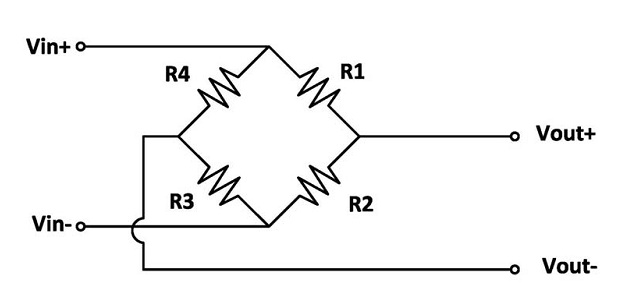 Vin+
R4
R1
Vout+
R3
R2
Vin-
Vout-